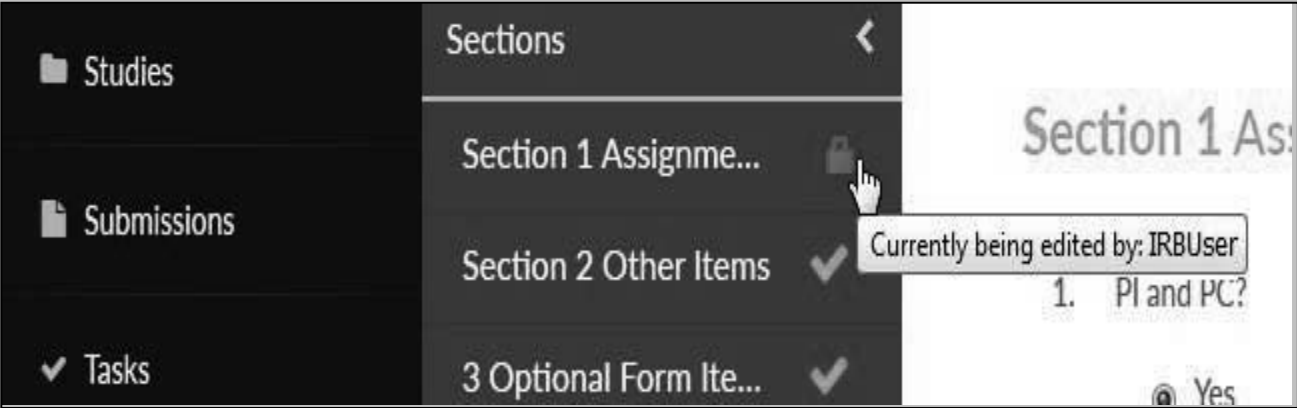 Studies
Submissions
Tasks
Sections
Section 1 Assignme...
Section 2 Other Items
3 Optional Form Ite...
Section 1 Ass
Currently being edited by: IRBUser
1. PI and PC?
Yes